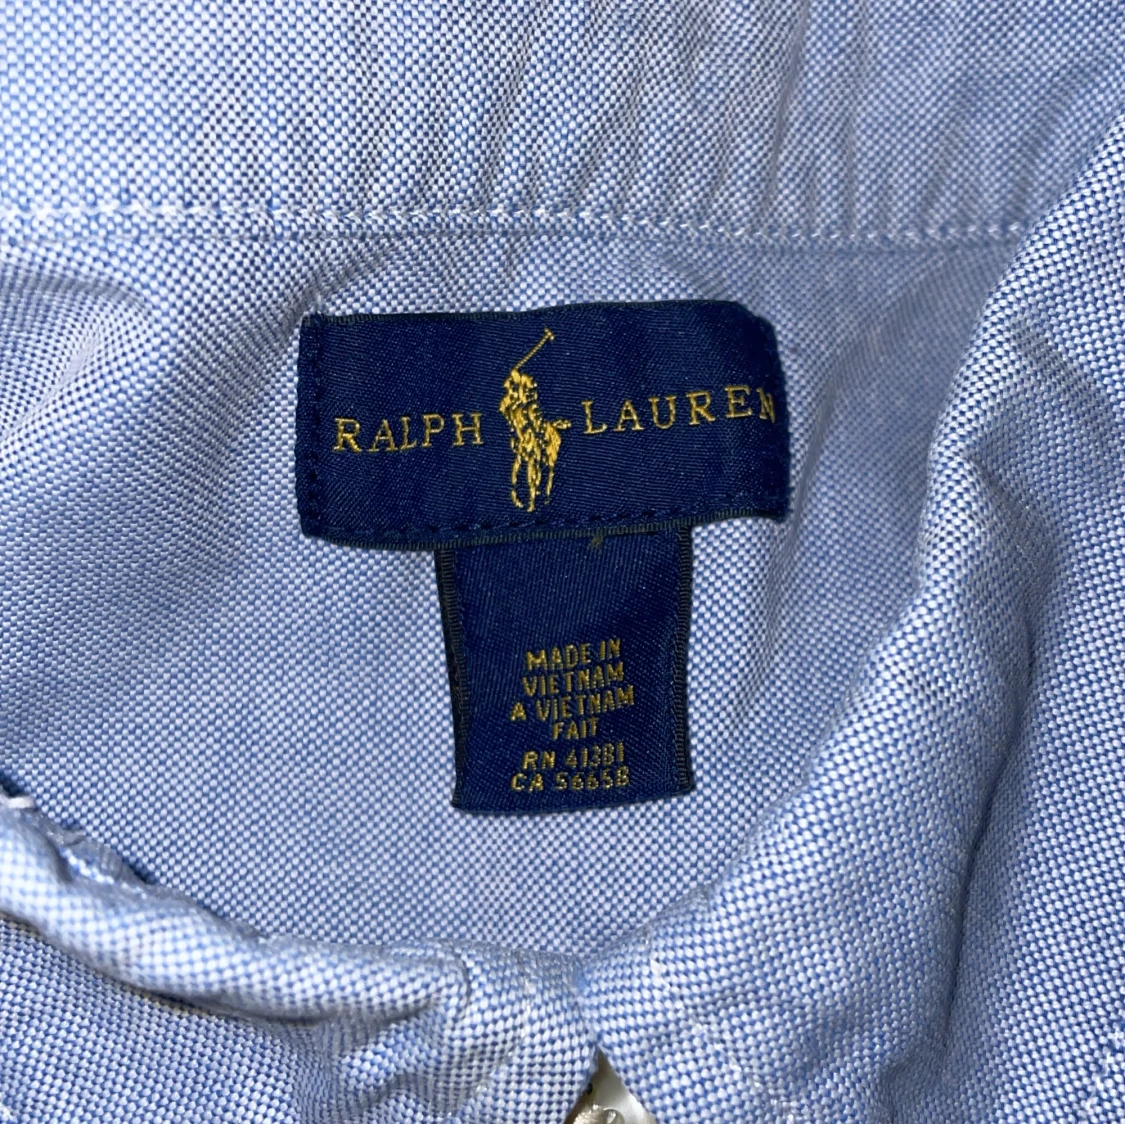 RALPH LAUREN
MADE IN
VIETNAM
A VIETNAM
FAIT
RN 41381
CA 56658